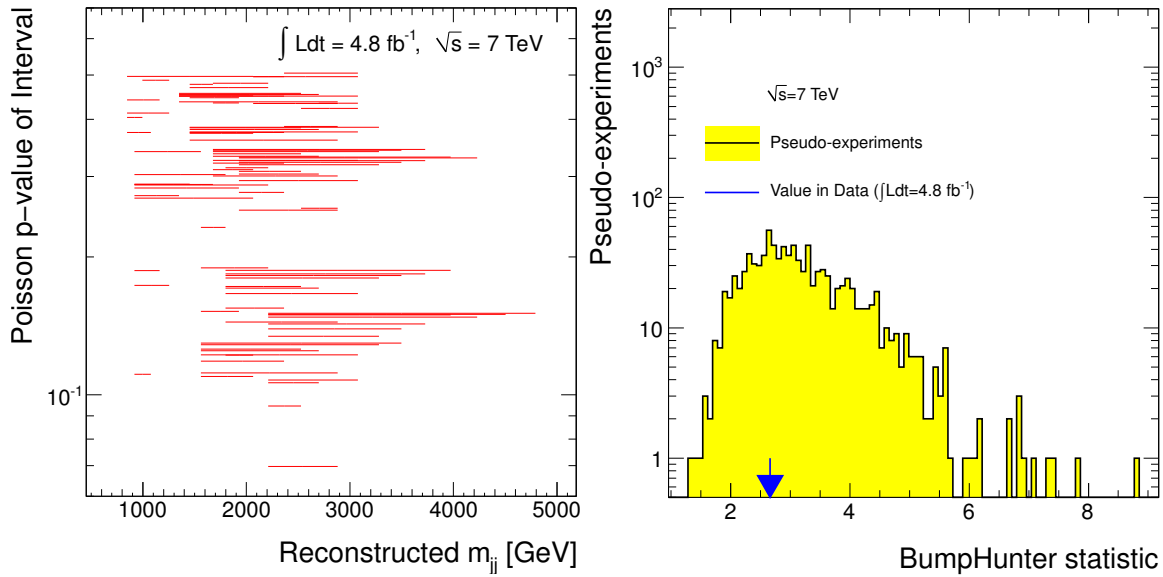 ∫ Ldt = 4.8 fb⁻¹, √s = 7 TeV
Poisson p−value of Interval
10⁻¹
1000 2000 3000 4000 5000
Reconstructed m_jj [GeV]
Pseudo-experiments
10³
10²
10
1
√s=7 TeV
Pseudo-experiments
Value in Data (∫Ldt=4.8 fb⁻¹)
2 4 6 8
BumpHunter statistic